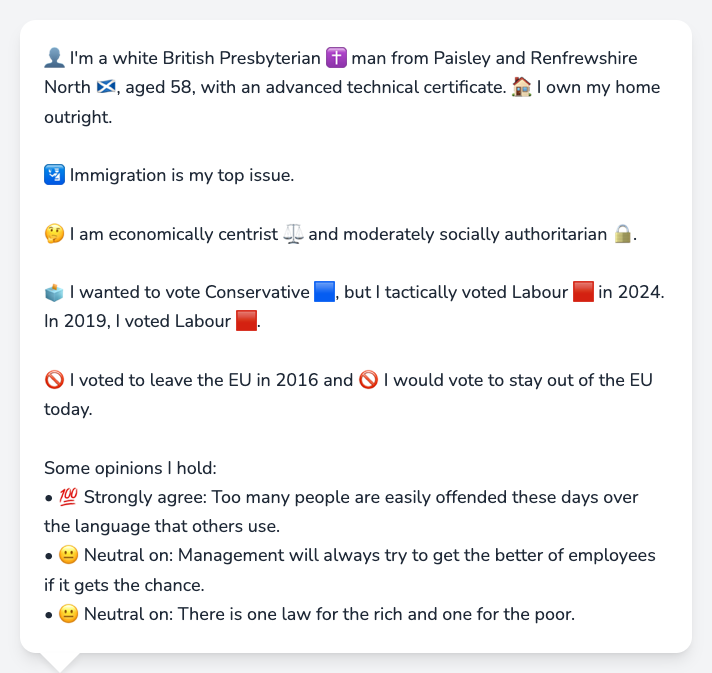 👤 I'm a white British Presbyterian ✝️ man from Paisley and Renfrewshire
North 🏴󠁧󠁢󠁳󠁣󠁴󠁿, aged 58, with an advanced technical certificate. 🏠 I own my home
outright.
🛂 Immigration is my top issue.
🤔 I am economically centrist ⚖️ and moderately socially authoritarian 🔒.
🗳️ I wanted to vote Conservative 🟦, but I tactically voted Labour 🟥 in 2024.
In 2019, I voted Labour 🟥.
🚫 I voted to leave the EU in 2016 and 🚫 I would vote to stay out of the EU
today.
Some opinions I hold:
• 💯 Strongly agree: Too many people are easily offended these days over
the language that others use.
• 😐 Neutral on: Management will always try to get the better of employees
if it gets the chance.
• 😐 Neutral on: There is one law for the rich and one for the poor.